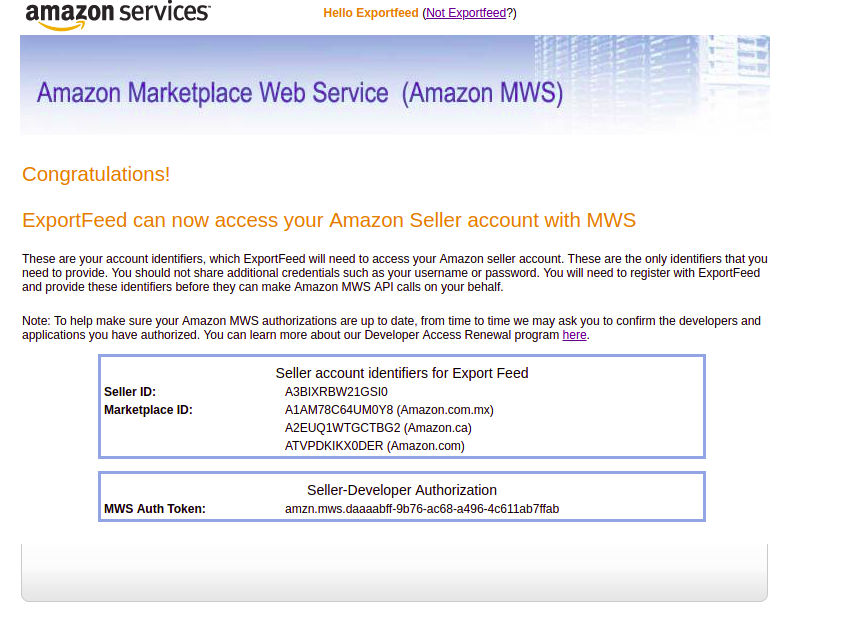 amazon services
Hello Exportfeed (Not Exportfeed?)
Amazon Marketplace Web Service (Amazon MWS)
Congratulations!
ExportFeed can now access your Amazon Seller account with MWS
These are your account identifiers, which ExportFeed will need to access your Amazon seller account. These are the only identifiers that you
need to provide. You should not share additional credentials such as your username or password. You will need to register with ExportFeed
and provide these identifiers before they can make Amazon MWS API calls on your behalf.
Note: To help make sure your Amazon MWS authorizations are up to date, from time to time we may ask you to confirm the developers and
applications you have authorized. You can learn more about our Developer Access Renewal program here.
Seller account identifiers for Export Feed
Seller ID: A3BIXRBW21GSI0
Marketplace ID: A1AM78C64UM0Y8 (Amazon.com.mx)
A2EUQ1WTGCTBG2 (Amazon.ca)
ATVPDKIKX0DER (Amazon.com)
Seller-Developer Authorization
MWS Auth Token: amzn.mws.daaaabff-9b76-ac68-a496-4c611ab7ffab